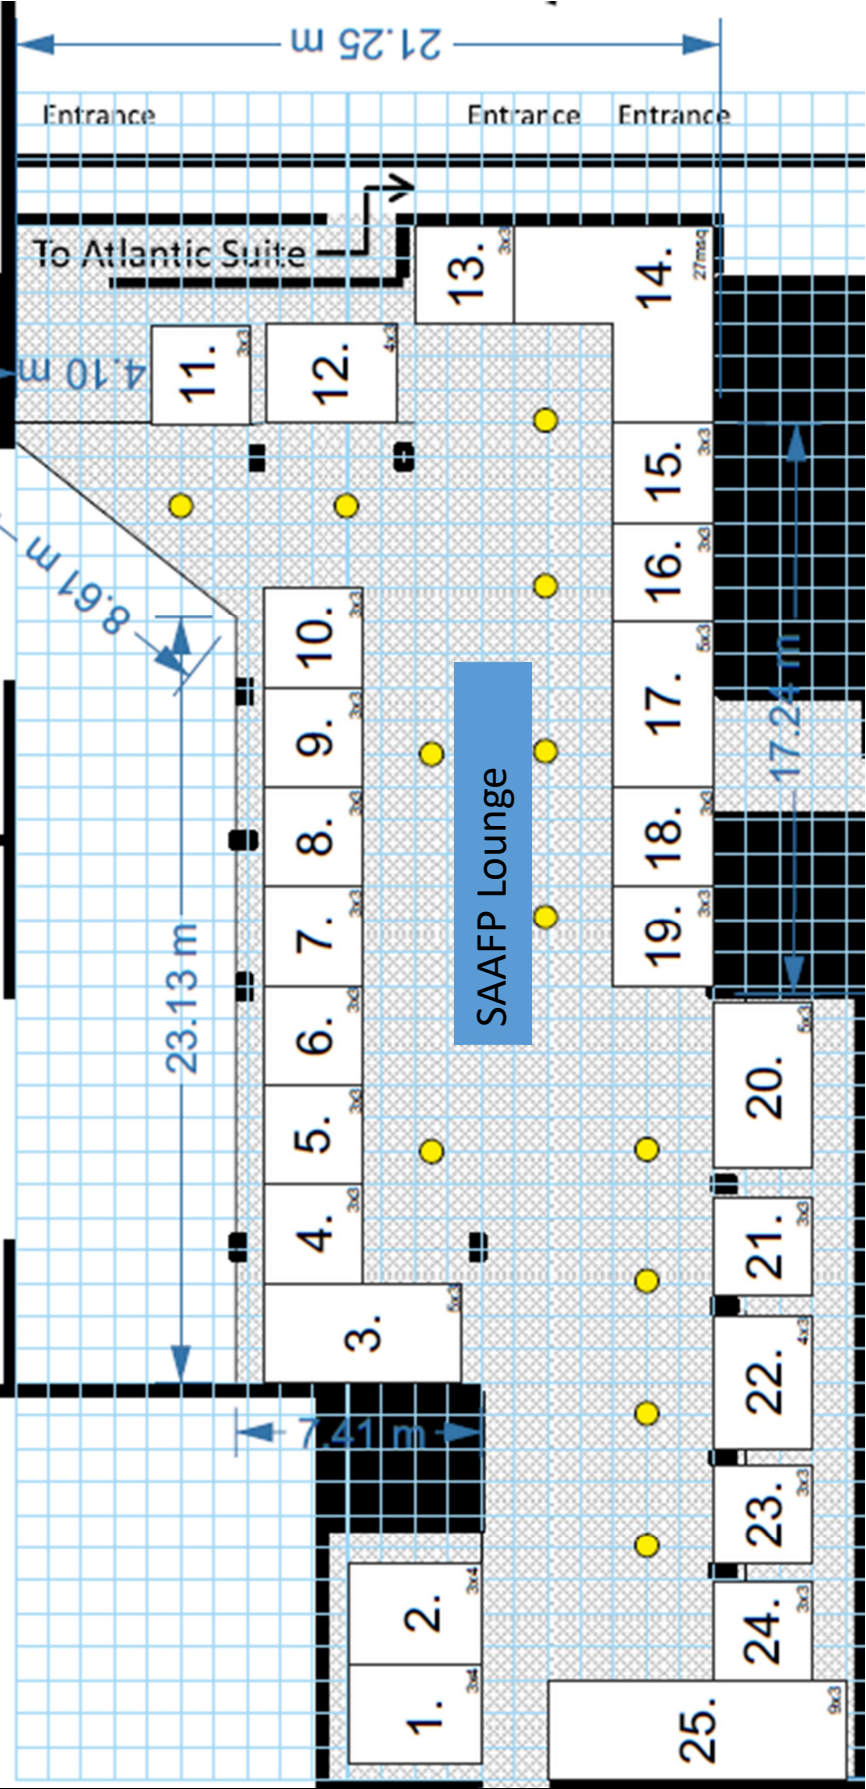 21.25 m
Entrance
Entrance
Entrance
To Atlantic Suite
13.
3x3
14.
27msq
4.10 m
11.
3x3
12.
4x3
15.
3x3
8.61 m
16.
3x3
10.
3x3
17.
5x3
17.24 m
9.
3x3
SAAFP Lounge
8.
3x3
18.
3x3
7.
3x3
19.
3x3
23.13 m
6.
3x3
20.
5x3
5.
3x3
4.
3x3
21.
3x3
3.
5x3
22.
4x3
7.41 m
23.
3x3
2.
3x4
24.
3x3
1.
3x4
25.
9x3